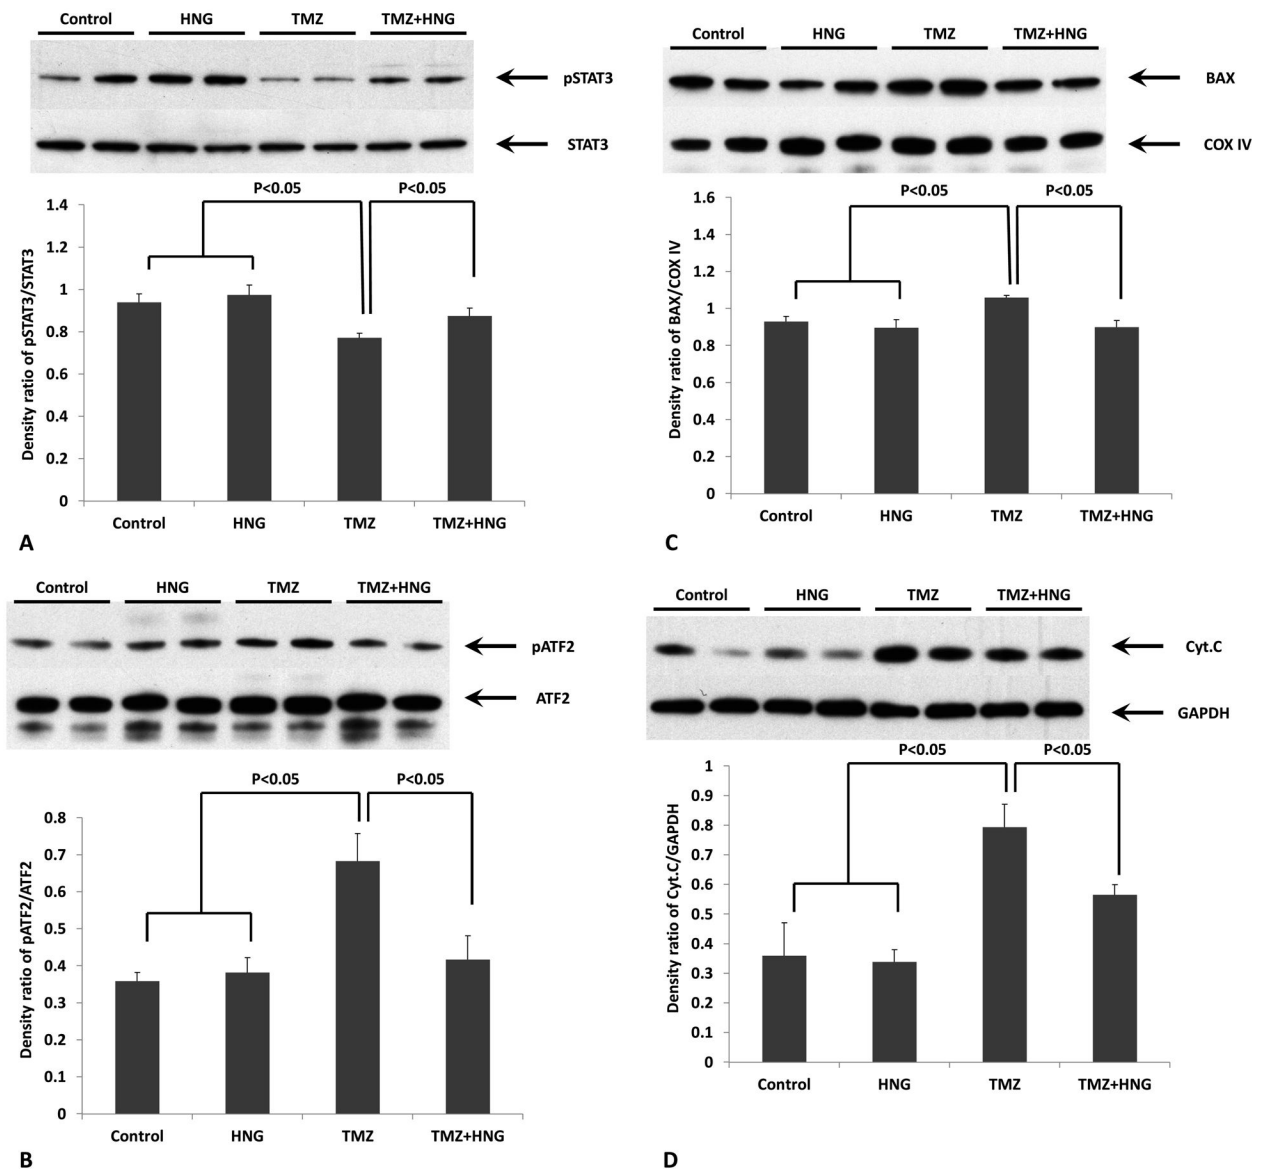 Control HNG TMZ TMZ+HNG
pSTAT3
STAT3
P<0.05 P<0.05
Density ratio of pSTAT3/STAT3
1.4
1.2
1
0.8
0.6
0.4
0.2
0
Control HNG TMZ TMZ+HNG
A
Control HNG TMZ TMZ+HNG
BAX
COX IV
P<0.05 P<0.05
Density ratio of BAX/COX IV
1.6
1.4
1.2
1
0.8
0.6
0.4
0.2
0
Control HNG TMZ TMZ+HNG
C
Control HNG TMZ TMZ+HNG
pATF2
ATF2
P<0.05 P<0.05
Density ratio of pATF2/ATF2
0.8
0.7
0.6
0.5
0.4
0.3
0.2
0.1
0
Control HNG TMZ TMZ+HNG
B
Control HNG TMZ TMZ+HNG
Cyt.C
GAPDH
P<0.05 P<0.05
Density ratio of Cyt.C/GAPDH
1
0.9
0.8
0.7
0.6
0.5
0.4
0.3
0.2
0.1
0
Control HNG TMZ TMZ+HNG
D